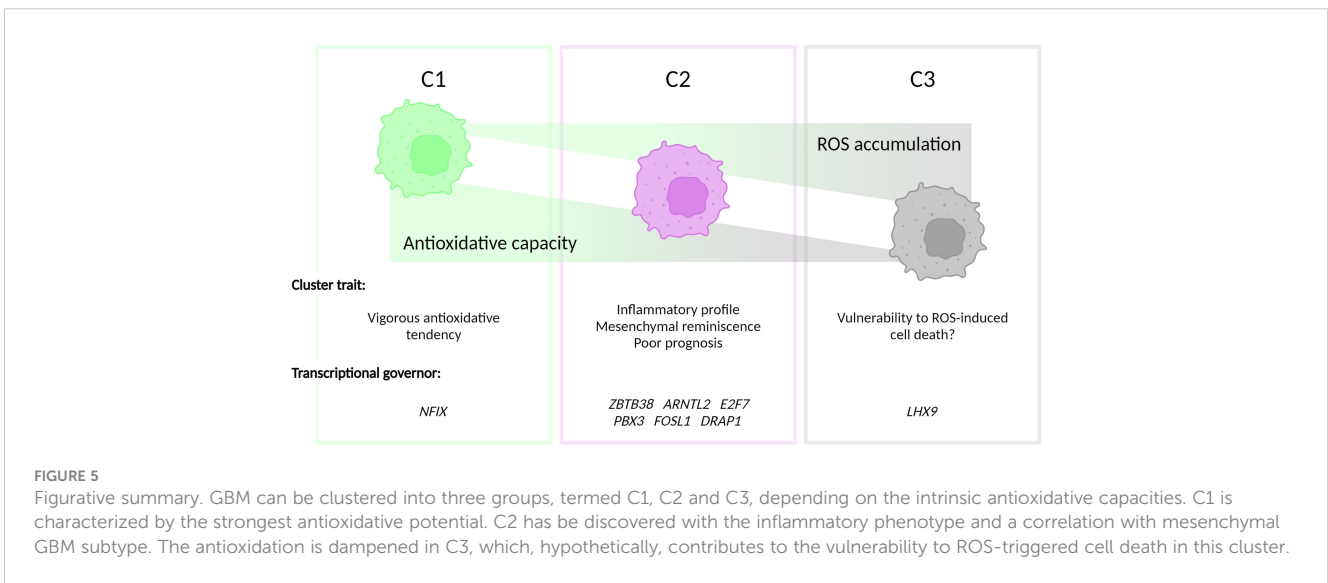 C1
C2
C3
ROS accumulation
Antioxidative capacity
Cluster trait:
Vigorous antioxidative
tendency
Inflammatory profile
Mesenchymal reminiscence
Poor prognosis
Vulnerability to ROS-induced
cell death?
Transcriptional governor:
NFIX
ZBTB38 ARNTL2 E2F7
PBX3 FOSL1 DRAP1
LHX9
FIGURE 5
Figurative summary. GBM can be clustered into three groups, termed C1, C2 and C3, depending on the intrinsic antioxidative capacities. C1 is
characterized by the strongest antioxidative potential. C2 has be discovered with the inflammatory phenotype and a correlation with mesenchymal
GBM subtype. The antioxidation is dampened in C3, which, hypothetically, contributes to the vulnerability to ROS-triggered cell death in this cluster.